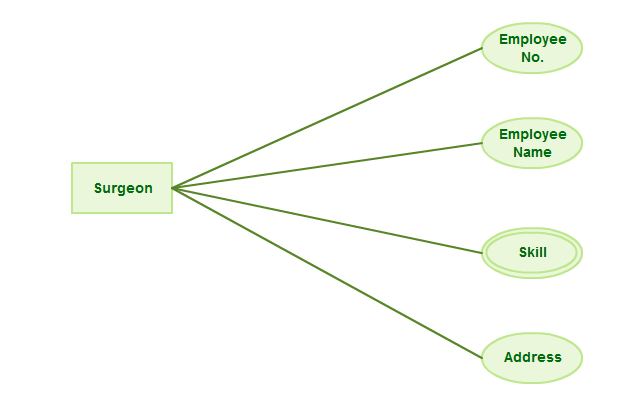 Employee
No.
Employee
Name
Surgeon
Skill
Address